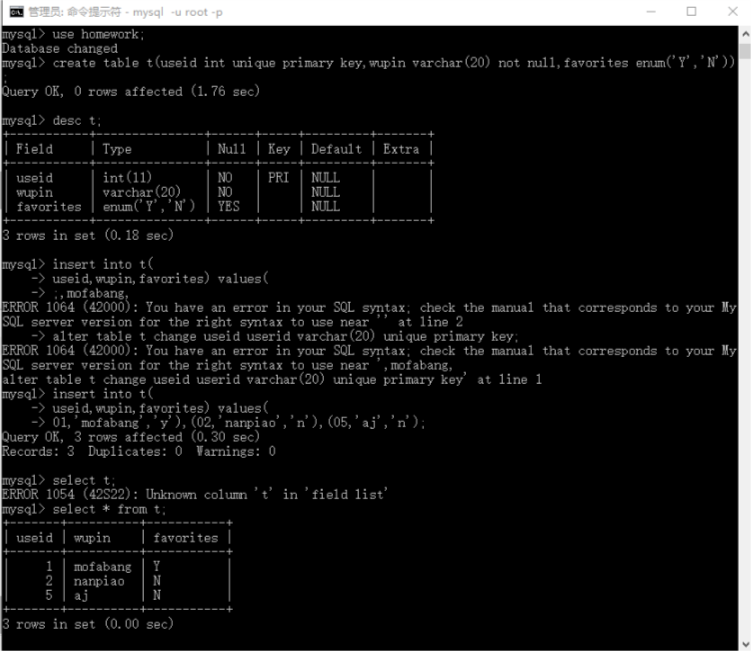 管理员: 命令提示符 - mysql  -u root -p
mysql> use homework;
Database changed
mysql> create table t(useid int unique primary key,wupin varchar(20) not null,favorites enum('Y','N'))
;
Query OK, 0 rows affected (1.76 sec)
mysql> desc t;
+-----------+---------------+------+-----+---------+-------+
| Field     | Type          | Null | Key | Default | Extra |
+-----------+---------------+------+-----+---------+-------+
| useid     | int(11)       | NO   | PRI | NULL    |       |
| wupin     | varchar(20)   | NO   |     | NULL    |       |
| favorites | enum('Y','N') | YES  |     | NULL    |       |
+-----------+---------------+------+-----+---------+-------+
3 rows in set (0.18 sec)
mysql> insert into t(
    -> useid,wupin,favorites) values(
    -> ;,mofabang,
ERROR 1064 (42000): You have an error in your SQL syntax; check the manual that corresponds to your My
SQL server version for the right syntax to use near '' at line 2
    -> alter table t change useid userid varchar(20) unique primary key;
ERROR 1064 (42000): You have an error in your SQL syntax; check the manual that corresponds to your My
SQL server version for the right syntax to use near ',mofabang,
alter table t change useid userid varchar(20) unique primary key' at line 1
mysql> insert into t(
    -> useid,wupin,favorites) values(
    -> 01,'mofabang','y'),(02,'nanpiao','n'),(05,'aj','n');
Query OK, 3 rows affected (0.30 sec)
Records: 3  Duplicates: 0  Warnings: 0
mysql> select t;
ERROR 1054 (42S22): Unknown column 't' in 'field list'
mysql> select * from t;
+-------+----------+-----------+
| useid | wupin    | favorites |
+-------+----------+-----------+
|     1 | mofabang | Y         |
|     2 | nanpiao  | N         |
|     5 | aj       | N         |
+-------+----------+-----------+
3 rows in set (0.00 sec)